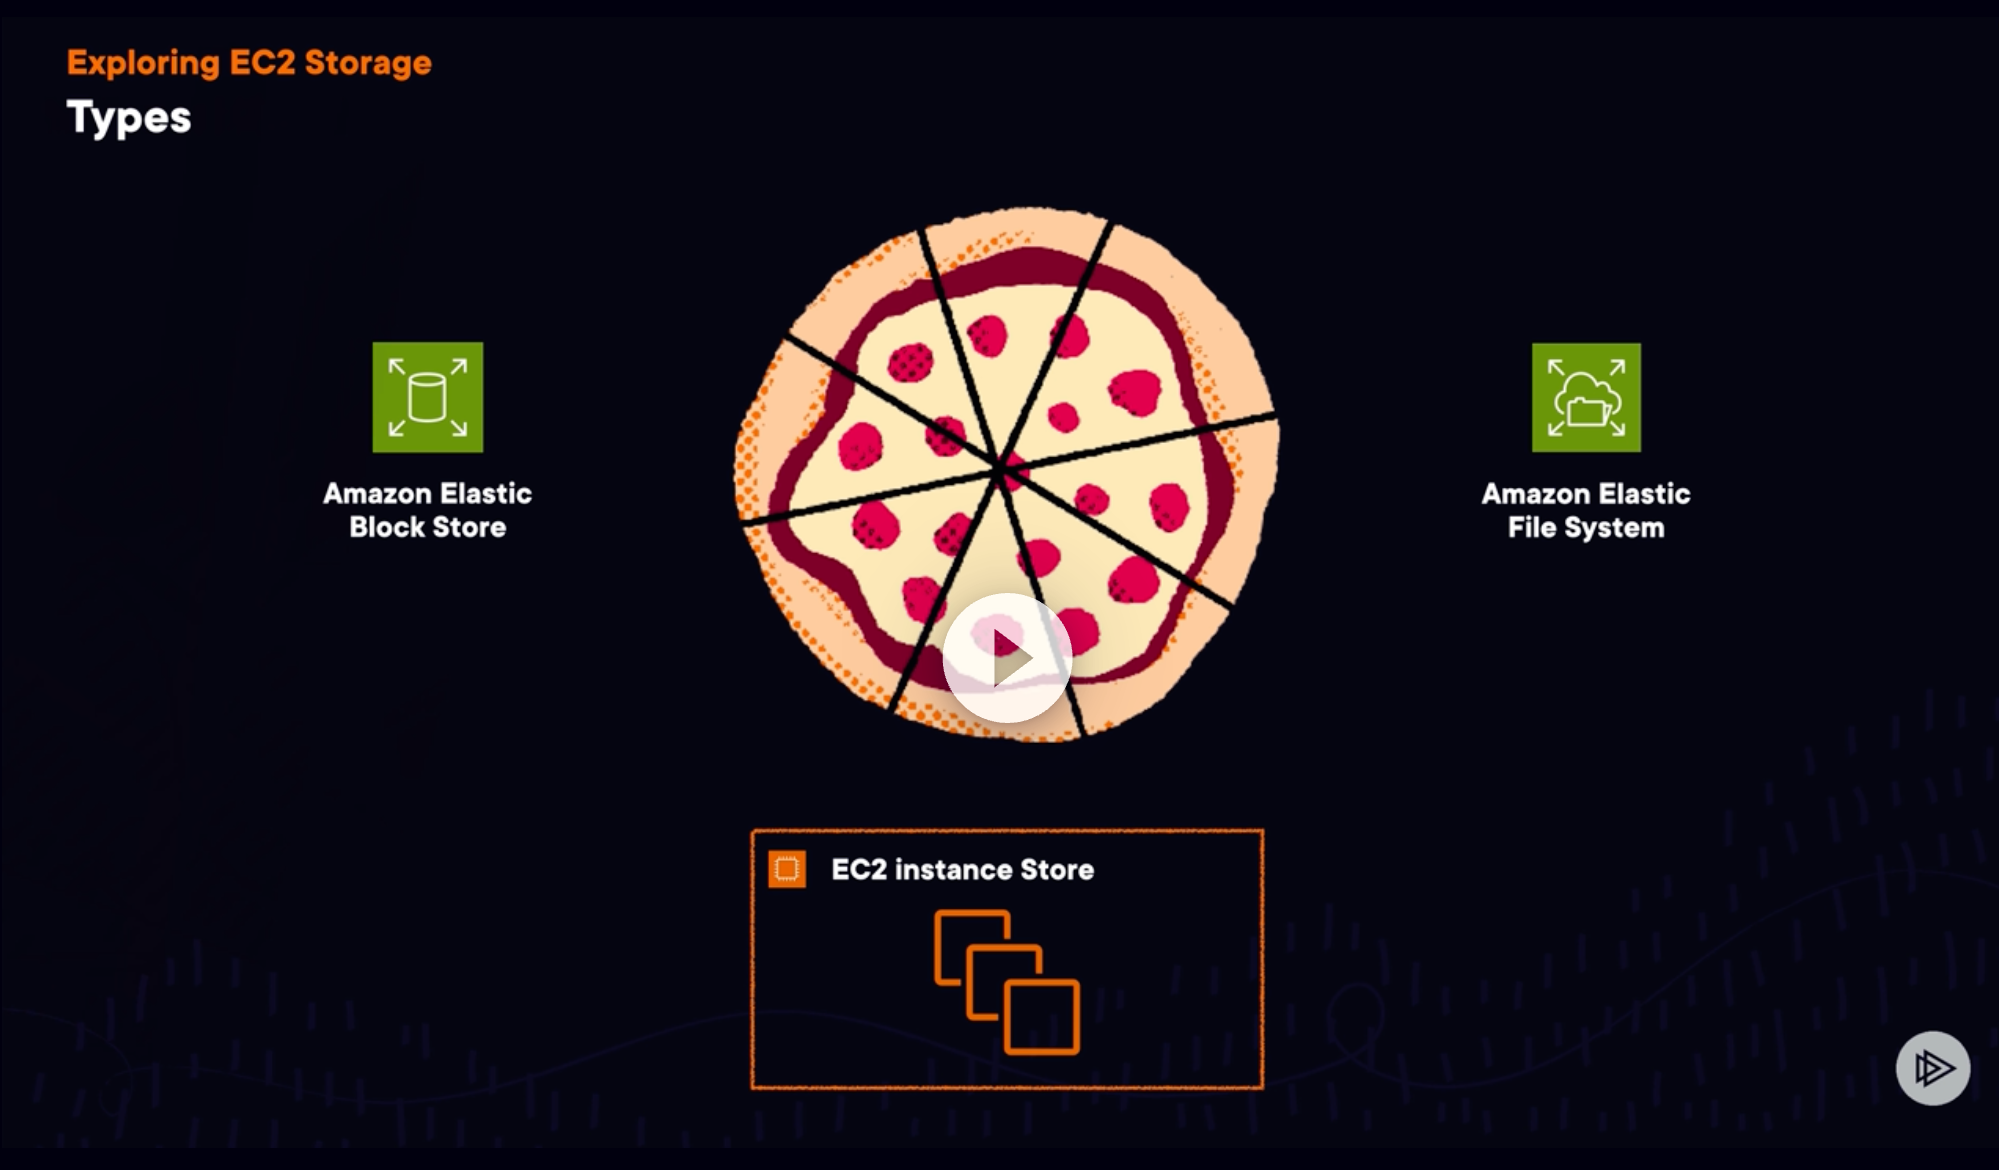 Exploring EC2 Storage
Types
Amazon Elastic
Block Store
Amazon Elastic
File System
EC2 instance Store